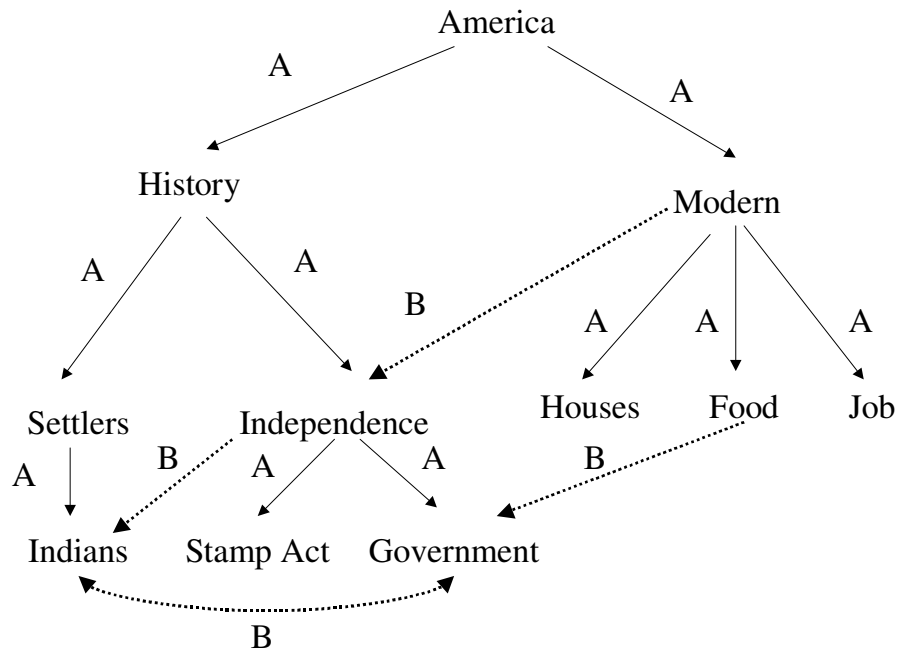 America
A
A
History
Modern
A
A
B
A
A
A
Settlers
Independence
Houses
Food
Job
A
B
A
A
B
Indians
Stamp Act
Government
B